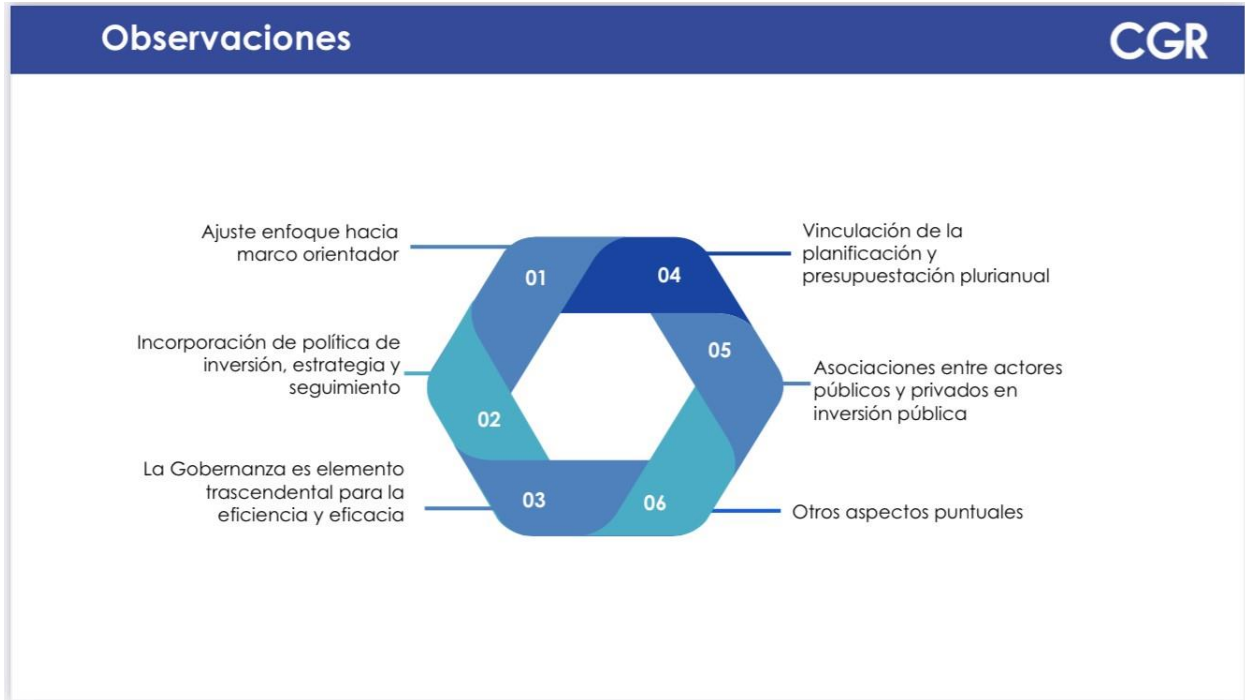 Observaciones
CGR
Ajuste enfoque hacia
marco orientador
01
Incorporación de política de
inversión, estrategia y
seguimiento
02
La Gobernanza es elemento
trascendental para la
eficiencia y eficacia
03
Vinculación de la
planificación y
presupuestación plurianual
04
Asociaciones entre actores
públicos y privados en
inversión pública
05
Otros aspectos puntuales
06